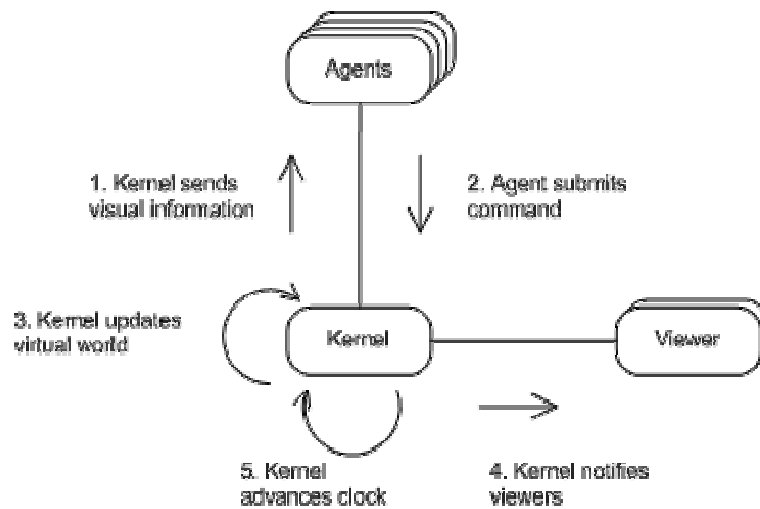 Agents
1. Kernel sends
visual information
2. Agent submits
command
3. Kernel updates
virtual world
Kernel
Viewer
5. Kernel
advances clock
4. Kernel notifies
viewers